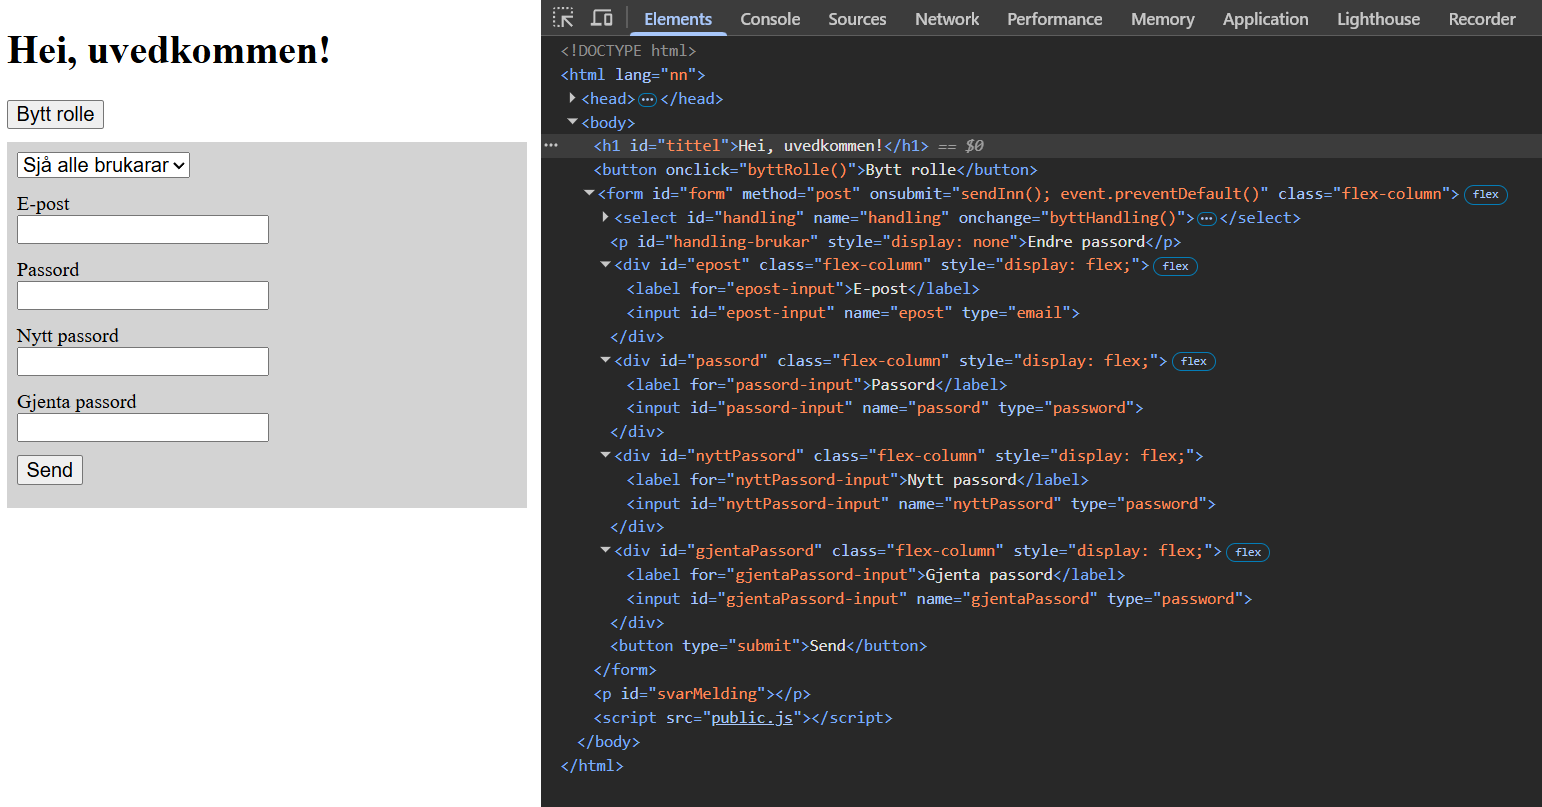 Hei, uvedkommen!
Bytt rolle
Sjå alle brukarar
E-post
Passord
Nytt passord
Gjenta passord
Send
Elements Console Sources Network Performance Memory Application Lighthouse Recorder
<!DOCTYPE html>
<html lang="nn">
<head>…</head>
<body>
<h1 id="tittel">Hei, uvedkommen!</h1> == $0
<button onclick="byttRolle()">Bytt rolle</button>
<form id="form" method="post" onsubmit="sendInn(); event.preventDefault()" class="flex-column"> flex
<select id="handling" name="handling" onchange="byttHandling()">…</select>
<p id="handling-brukar" style="display: none">Endre passord</p>
<div id="epost" class="flex-column" style="display: flex;"> flex
<label for="epost-input">E-post</label>
<input id="epost-input" name="epost" type="email">
</div>
<div id="passord" class="flex-column" style="display: flex;"> flex
<label for="passord-input">Passord</label>
<input id="passord-input" name="passord" type="password">
</div>
<div id="nyttPassord" class="flex-column" style="display: flex;">
<label for="nyttPassord-input">Nytt passord</label>
<input id="nyttPassord-input" name="nyttPassord" type="password">
</div>
<div id="gjentaPassord" class="flex-column" style="display: flex;"> flex
<label for="gjentaPassord-input">Gjenta passord</label>
<input id="gjentaPassord-input" name="gjentaPassord" type="password">
</div>
<button type="submit">Send</button>
</form>
<p id="svarMelding"></p>
<script src="public.js"></script>
</body>
</html>